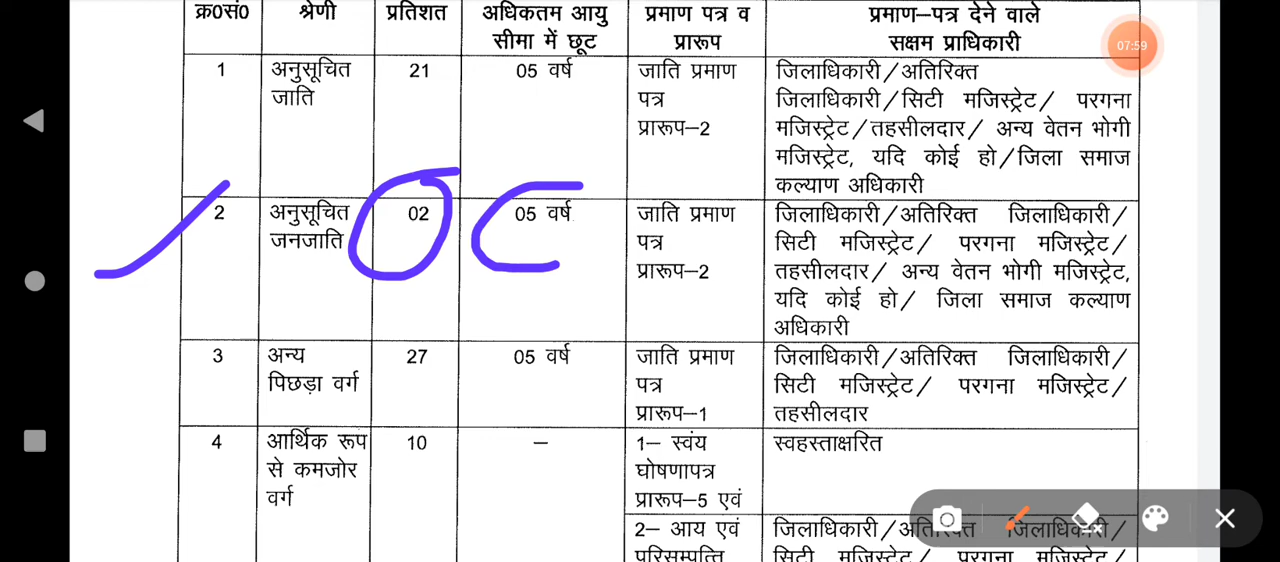 क्र0सं0 श्रेणी प्रतिशत अधिकतम आयु प्रमाण पत्र व प्रमाण–पत्र देने वाले
सीमा में छूट प्रारूप सक्षम प्राधिकारी
07:59
1 अनुसूचित 21 05 वर्ष जाति प्रमाण जिलाधिकारी/अतिरिक्त
जाति पत्र जिलाधिकारी/सिटी मजिस्ट्रेट/ परगना
प्रारूप–2 मजिस्ट्रेट/तहसीलदार/ अन्य वेतन भोगी
मजिस्ट्रेट, यदि कोई हो/जिला समाज
कल्याण अधिकारी
2 अनुसूचित 02 05 वर्ष जाति प्रमाण जिलाधिकारी/अतिरिक्त जिलाधिकारी/
जनजाति पत्र सिटी मजिस्ट्रेट/ परगना मजिस्ट्रेट/
प्रारूप–2 तहसीलदार/ अन्य वेतन भोगी मजिस्ट्रेट,
यदि कोई हो/ जिला समाज कल्याण
अधिकारी
3 अन्य 27 05 वर्ष जाति प्रमाण जिलाधिकारी/अतिरिक्त जिलाधिकारी/
पिछड़ा वर्ग पत्र सिटी मजिस्ट्रेट/ परगना मजिस्ट्रेट/
प्रारूप–1 तहसीलदार
4 आर्थिक रूप 10 – 1– स्वंय स्वहस्ताक्षरित
से कमजोर घोषणापत्र
वर्ग प्रारूप–5 एवं
2– आय एवं जिलाधिकारी/अतिरिक्त जिलाधिकारी/
परिसम्पत्ति सिटी मजिस्ट्रेट/ परगना मजिस्ट्रेट/